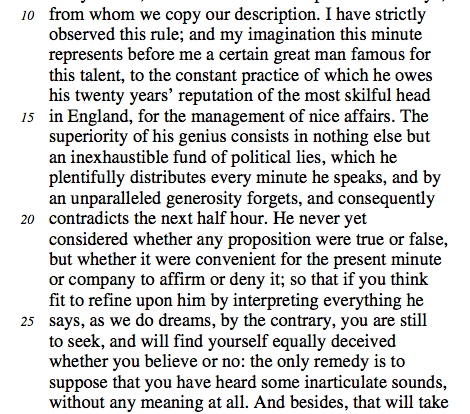 10 from whom we copy our description. I have strictly
observed this rule; and my imagination this minute
represents before me a certain great man famous for
this talent, to the constant practice of which he owes
his twenty years’ reputation of the most skilful head
15 in England, for the management of nice affairs. The
superiority of his genius consists in nothing else but
an inexhaustible fund of political lies, which he
plentifully distributes every minute he speaks, and by
an unparalleled generosity forgets, and consequently
20 contradicts the next half hour. He never yet
considered whether any proposition were true or false,
but whether it were convenient for the present minute
or company to affirm or deny it; so that if you think
fit to refine upon him by interpreting everything he
25 says, as we do dreams, by the contrary, you are still
to seek, and will find yourself equally deceived
whether you believe or no: the only remedy is to
suppose that you have heard some inarticulate sounds,
without any meaning at all. And besides, that will take